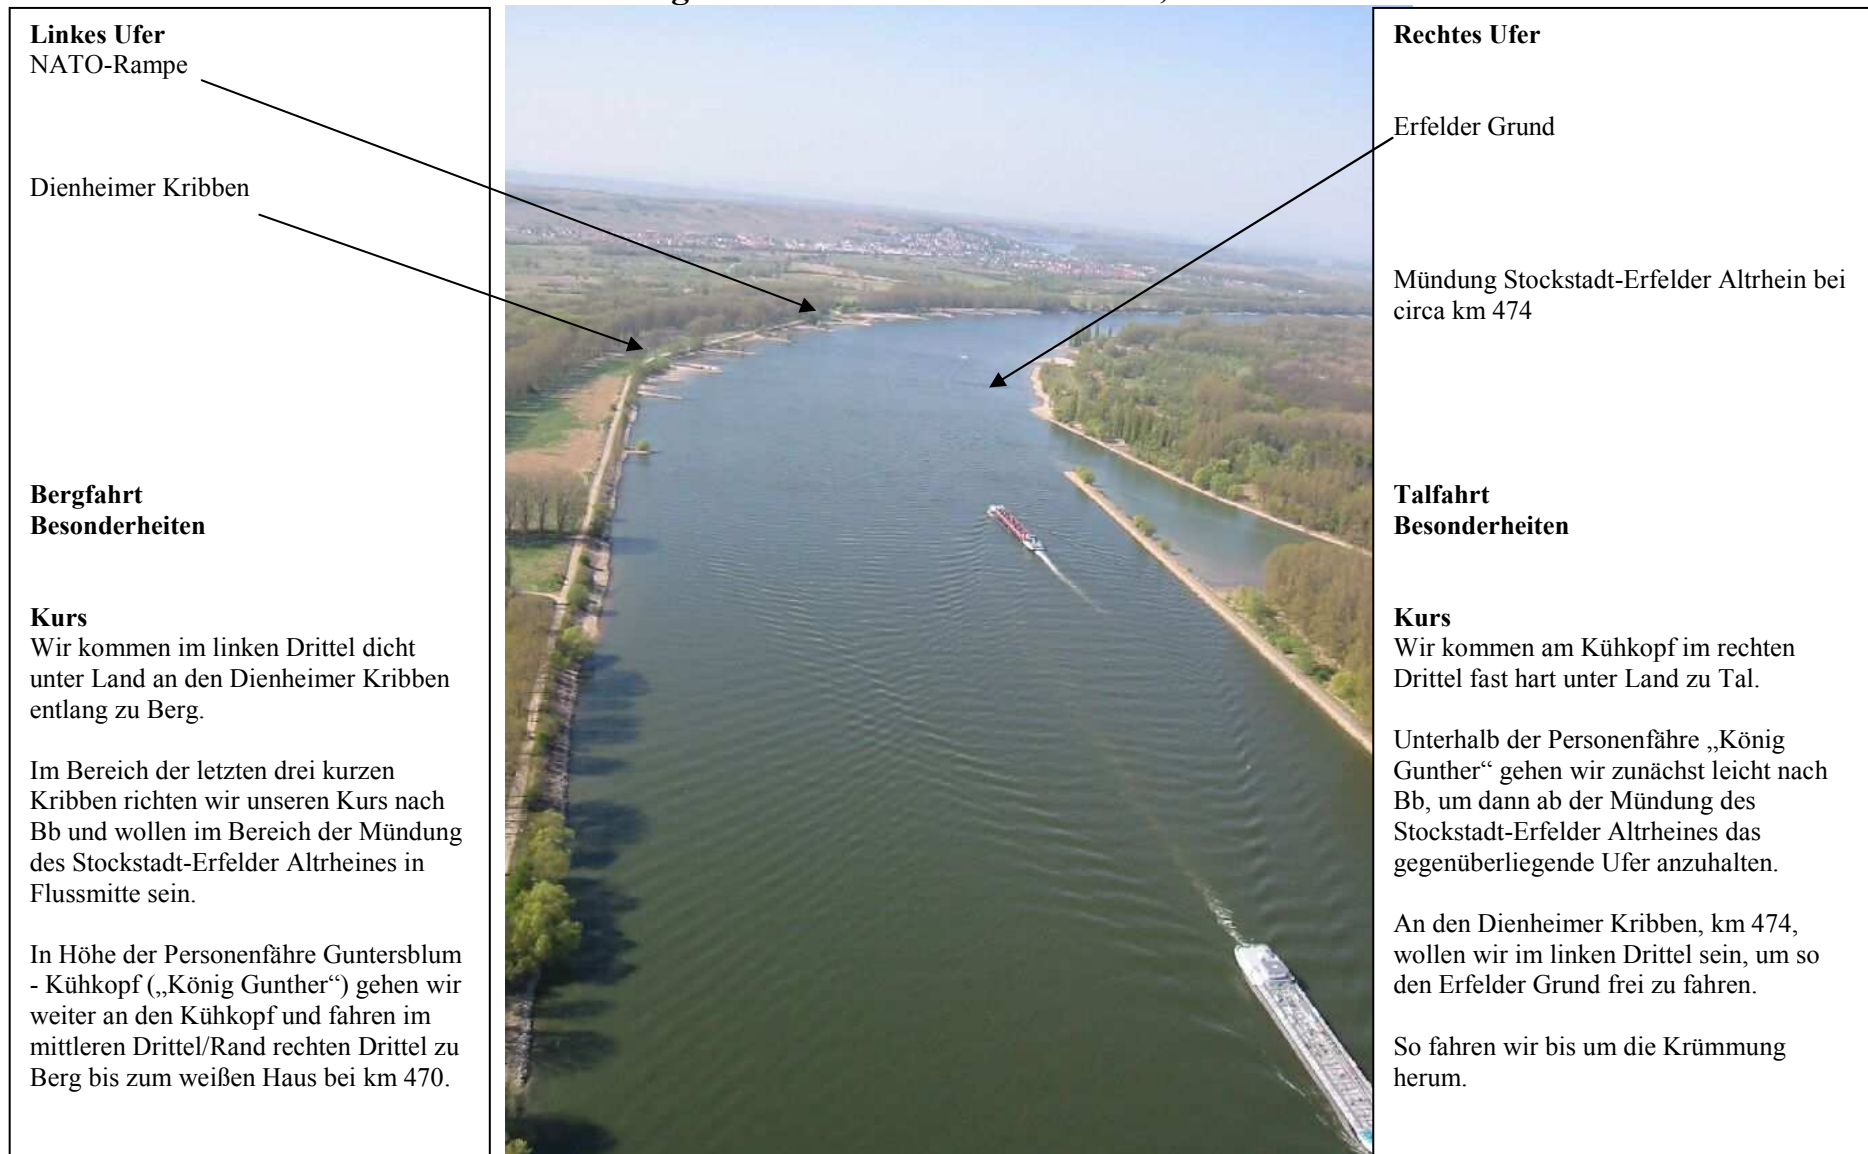 Linkes Ufer
NATO-Rampe
Dienheimer Kribben
Bergfahrt
Besonderheiten
Kurs
Wir kommen im linken Drittel dicht
unter Land an den Dienheimer Kribben
entlang zu Berg.
Im Bereich der letzten drei kurzen
Kribben richten wir unseren Kurs nach
Bb und wollen im Bereich der Mündung
des Stockstadt-Erfelder Altrheines in
Flussmitte sein.
In Höhe der Personenfähre Guntersblum
- Kühkopf („König Gunther“) gehen wir
weiter an den Kühkopf und fahren im
mittleren Drittel/Rand rechten Drittel zu
Berg bis zum weißen Haus bei km 470.
Rechtes Ufer
Erfelder Grund
Mündung Stockstadt-Erfelder Altrhein bei
circa km 474
Talfahrt
Besonderheiten
Kurs
Wir kommen am Kühkopf im rechten
Drittel fast hart unter Land zu Tal.
Unterhalb der Personenfähre „König
Gunther“ gehen wir zunächst leicht nach
Bb, um dann ab der Mündung des
Stockstadt-Erfelder Altrheines das
gegenüberliegende Ufer anzuhalten.
An den Dienheimer Kribben, km 474,
wollen wir im linken Drittel sein, um so
den Erfelder Grund frei zu fahren.
So fahren wir bis um die Krümmung
herum.